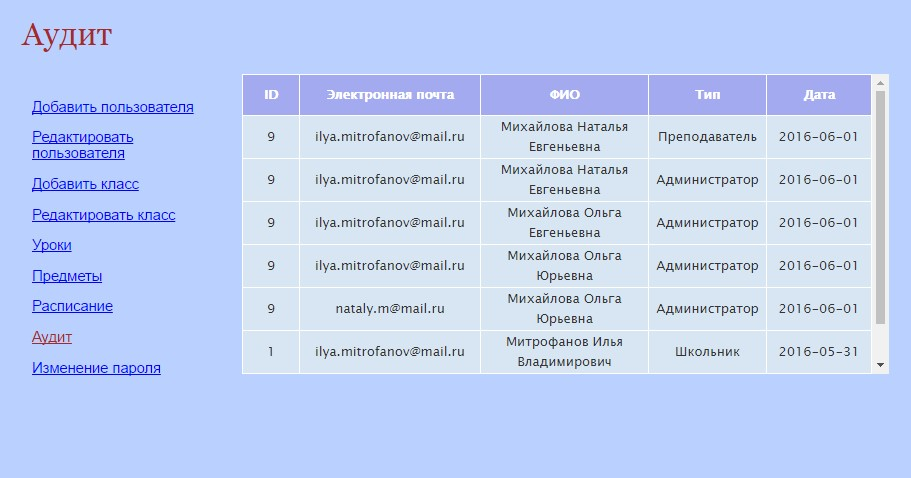 Аудит
Добавить пользователя
Редактировать
пользователя
Добавить класс
Редактировать класс
Уроки
Предметы
Расписание
Аудит
Изменение пароля
ID Электронная почта ФИО Тип Дата
9 ilya.mitrofanov@mail.ru Михайлова Наталья Евгеньевна Преподаватель 2016-06-01
9 ilya.mitrofanov@mail.ru Михайлова Наталья Евгеньевна Администратор 2016-06-01
9 ilya.mitrofanov@mail.ru Михайлова Ольга Евгеньевна Администратор 2016-06-01
9 ilya.mitrofanov@mail.ru Михайлова Ольга Юрьевна Администратор 2016-06-01
9 nataly.m@mail.ru Михайлова Ольга Юрьевна Администратор 2016-06-01
1 ilya.mitrofanov@mail.ru Митрофанов Илья Владимирович Школьник 2016-05-31